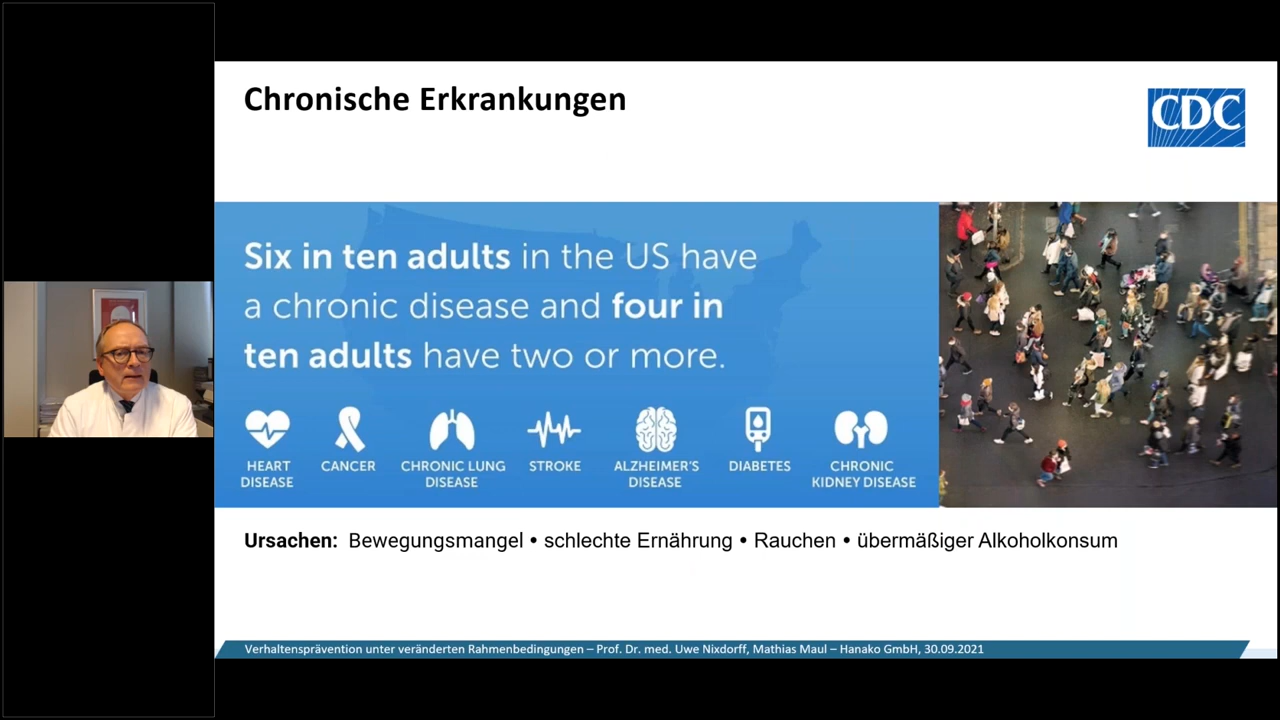 Chronische Erkrankungen
CDC
Six in ten adults in the US have
a chronic disease and four in
ten adults have two or more.
HEART
DISEASE
CANCER
CHRONIC LUNG
DISEASE
STROKE
ALZHEIMER'S
DISEASE
DIABETES
CHRONIC
KIDNEY DISEASE
Ursachen: Bewegungsmangel • schlechte Ernährung • Rauchen • übermäßiger Alkoholkonsum
Verhaltensprävention unter veränderten Rahmenbedingungen – Prof. Dr. med. Uwe Nixdorff, Mathias Maul – Hanako GmbH, 30.09.2021